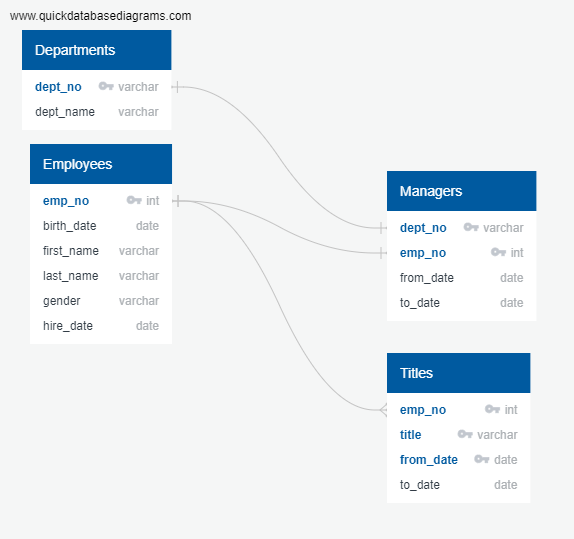 www.quickdatabasediagrams.com
Departments
dept_no varchar
dept_name varchar
Employees
emp_no int
birth_date date
first_name varchar
last_name varchar
gender varchar
hire_date date
Managers
dept_no varchar
emp_no int
from_date date
to_date date
Titles
emp_no int
title varchar
from_date date
to_date date